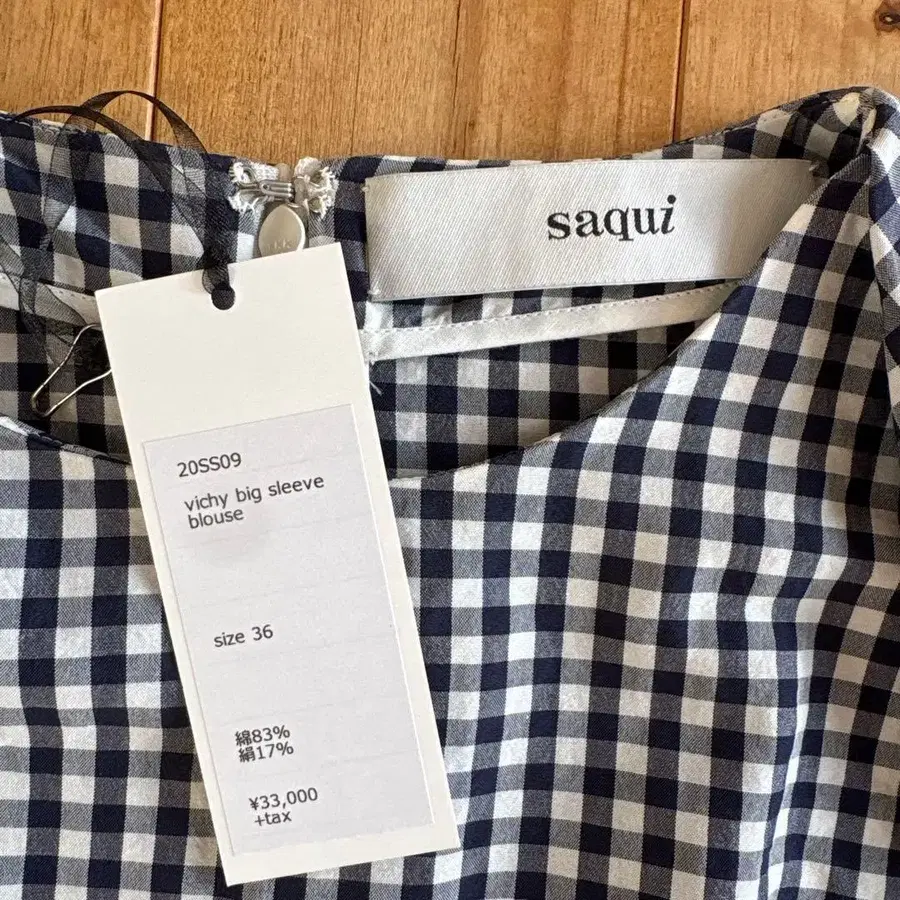 saqui
20SS09
vichy big sleeve
blouse
size 36
綿83%
絹17%
¥33,000
+tax